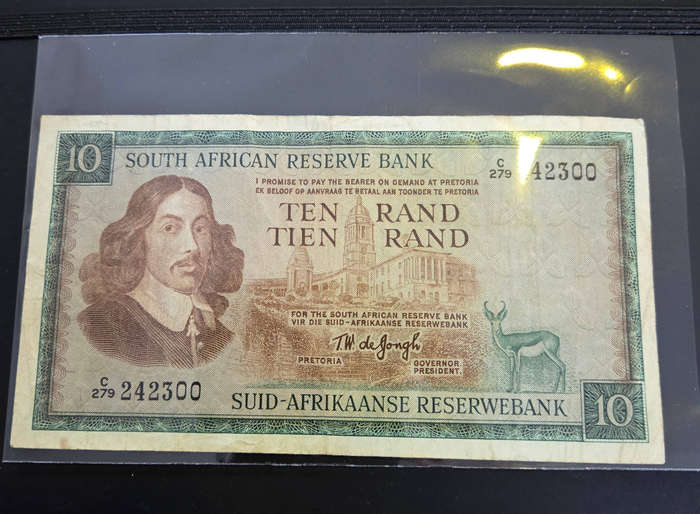 10 SOUTH AFRICAN RESERVE BANK C/279 242300
I PROMISE TO PAY THE BEARER ON DEMAND AT PRETORIA
EK BELOOF OP AANVRAAG TE BETAAL AAN TOONDER TE PRETORIA
TEN RAND
TIEN RAND
FOR THE SOUTH AFRICAN RESERVE BANK
VIR DIE SUID-AFRIKAANSE RESERWEBANK
T.W. de Jongh
PRETORIA GOVERNOR.
PRESIDENT.
C/279 242300
SUID-AFRIKAANSE RESERWEBANK 10